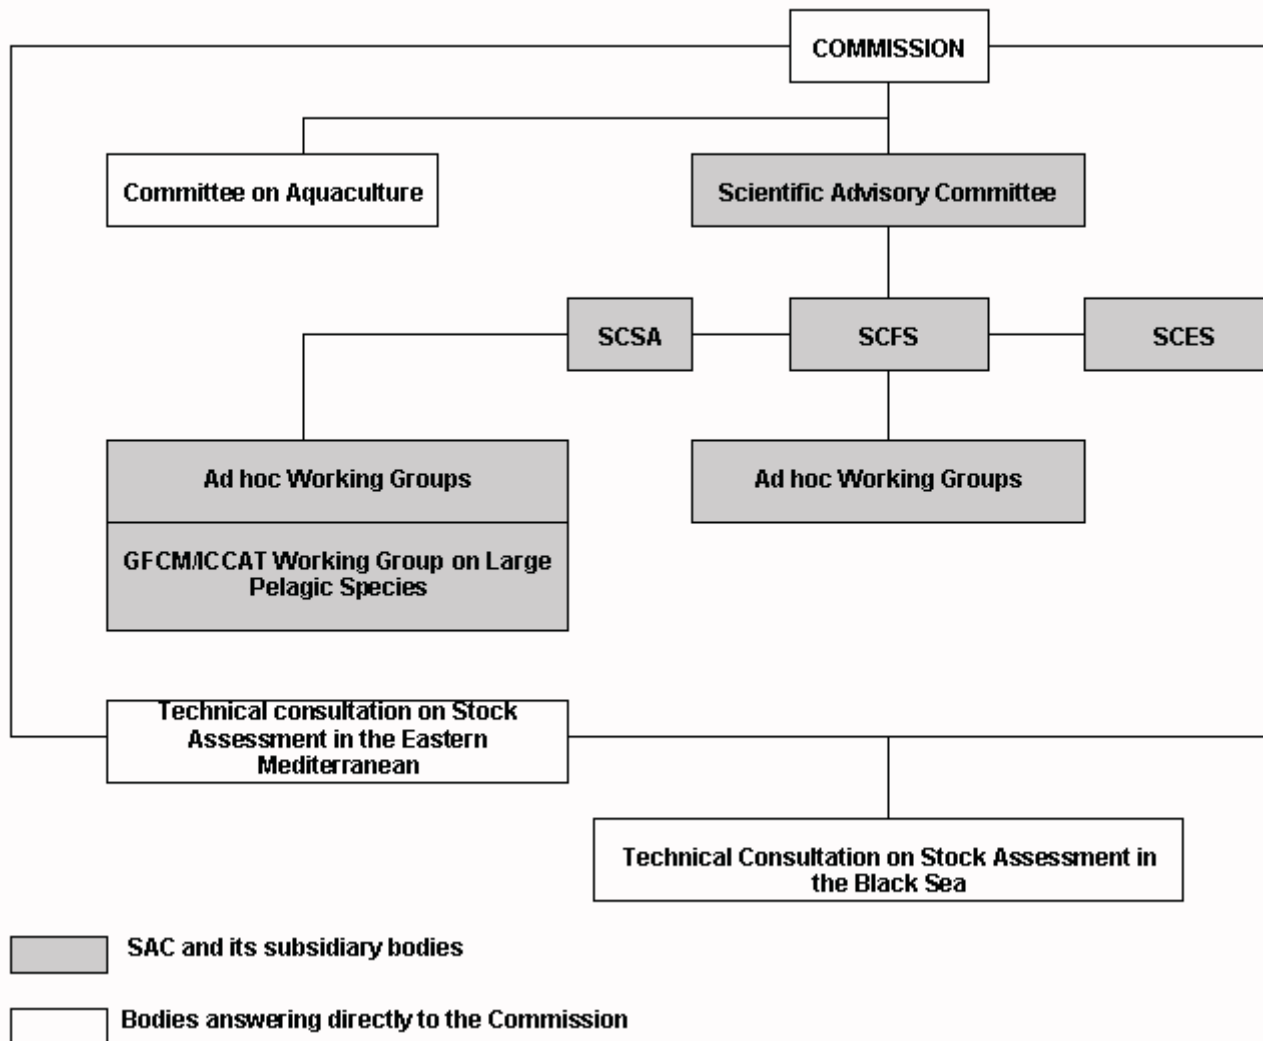 COMMISSION
Committee on Aquaculture
Scientific Advisory Committee
SCSA
SCFS
SCES
Ad hoc Working Groups
Ad hoc Working Groups
GFCM/ICCAT Working Group on Large
Pelagic Species
Technical consultation on Stock
Assessment in the Eastern
Mediterranean
Technical Consultation on Stock Assessment in
the Black Sea
SAC and its subsidiary bodies
Bodies answering directly to the Commission